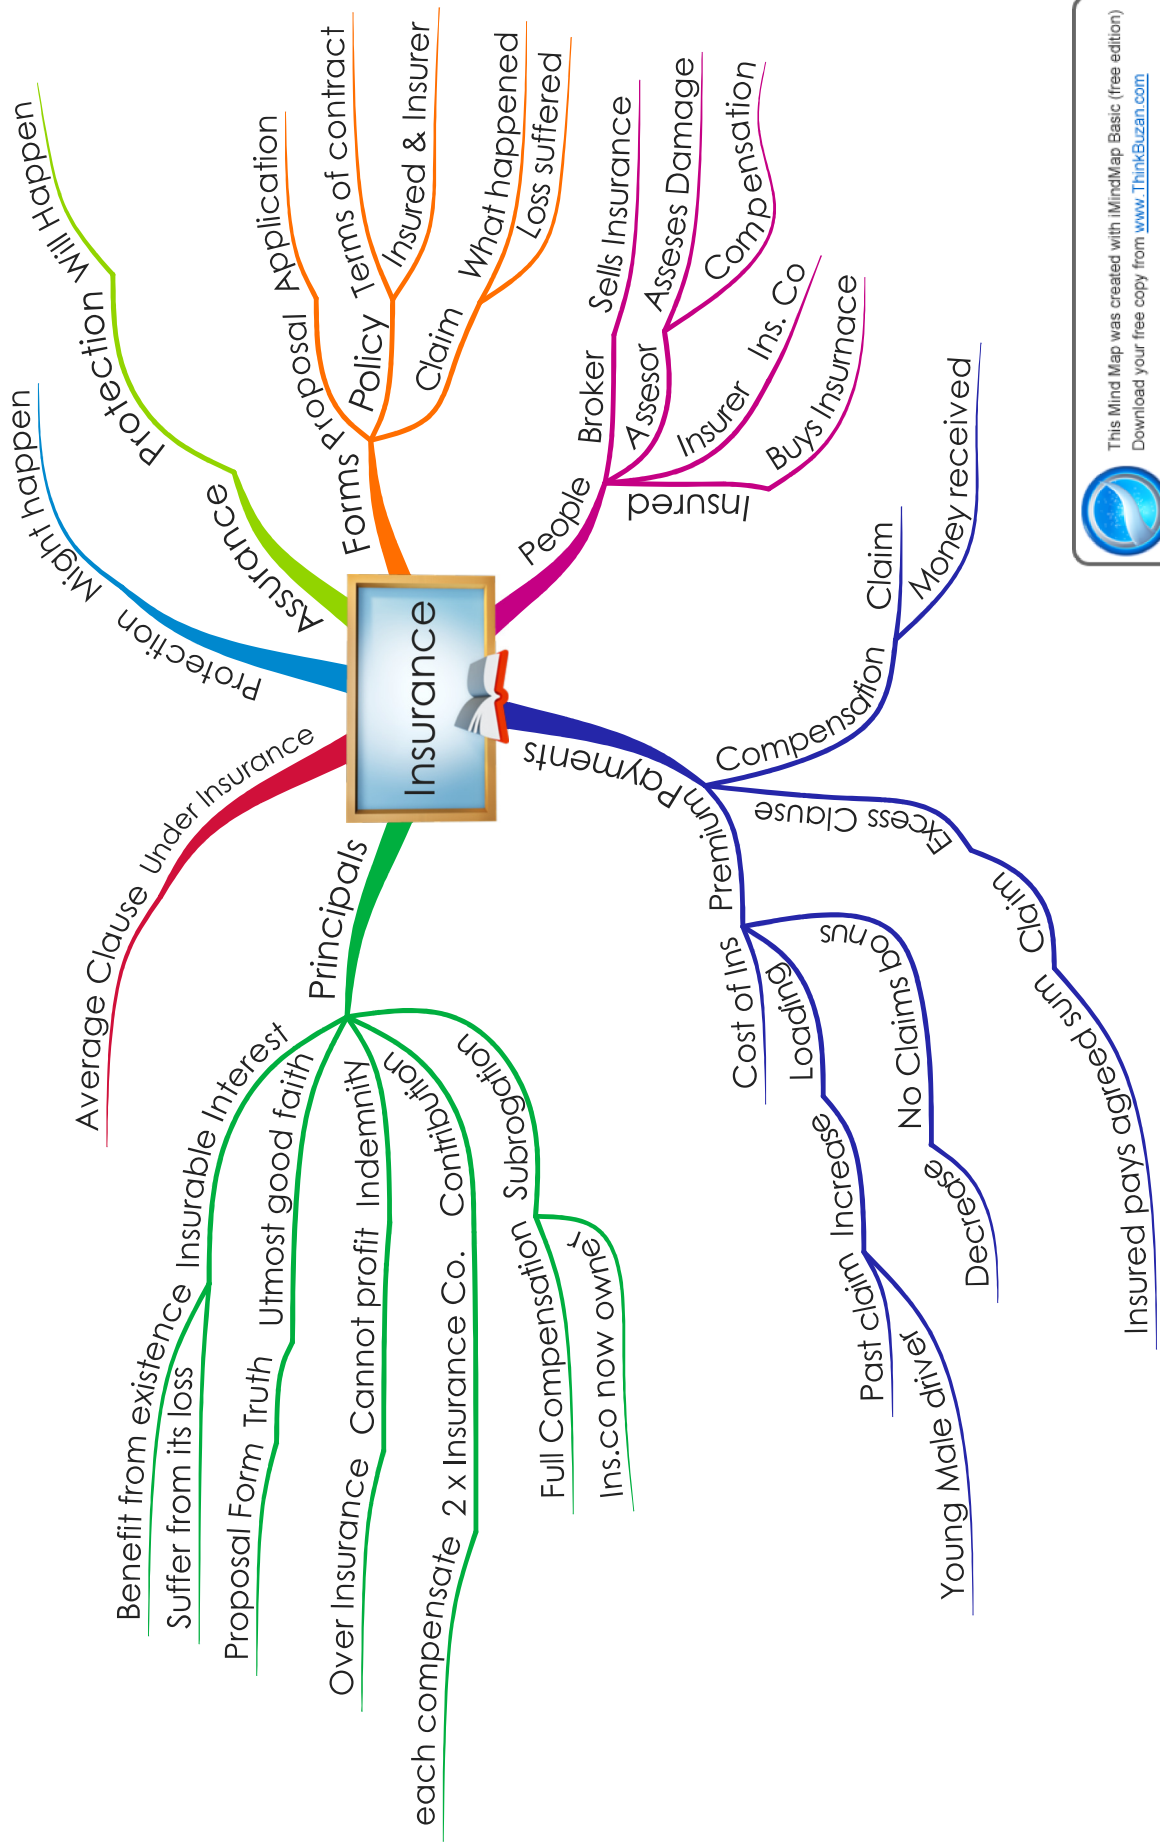 Insurance
Protection
Might happen
Assurance
Protection
Will Happen
Forms
Proposal
Application
Policy
Terms of contract
Insured & Insurer
Claim
What happened
Loss suffered
People
Broker
Sells Insurance
Assesor
Asseses Damage
Compensation
Insurer
Ins. Co
Insured
Buys Insurnace
Payments
Compensation
Claim
Money received
Excess Clause
Claim
Insured pays agreed sum
Premium
Cost of Ins
Loading
Increase
Past claim
Young Male driver
No Claims bonus
Decrease
Principals
Subrogation
Full Compensation
Ins.co now owner
Contribution
2 x Insurance Co.
each compensate
Indemnity
Cannot profit
Over Insurance
Utmost good faith
Truth
Proposal Form
Insurable Interest
Benefit from existence
Suffer from its loss
Under Insurance
Average Clause
This Mind Map was created with iMindMap Basic (free edition)
Download your free copy from www.ThinkBuzan.com